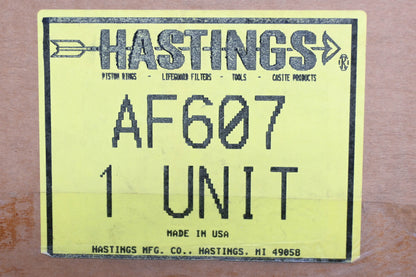 HASTINGS
PISTON RINGS - LIFEGUARD FILTERS - TOOLS - CASITE PRODUCTS
AF607
1 UNIT
MADE IN USA
HASTINGS MFG. CO., HASTINGS, MI 49058